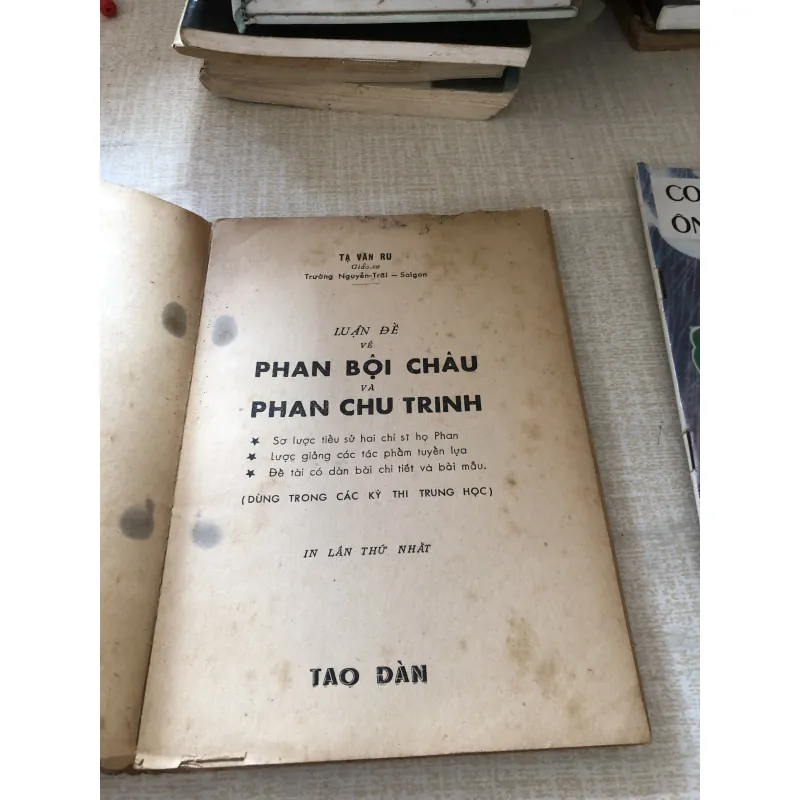 TẠ VĂN RU
Giáo-sư
Trường Nguyễn-Trãi — Saigon
LUẬN ĐỀ
VỀ
PHAN BỘI CHÂU
VÀ
PHAN CHU TRINH
★ Sơ lược tiểu sử hai chí sĩ họ Phan
★ Lược giảng các tác phẩm tuyển lựa
★ Đề tài có dàn bài chi tiết và bài mẫu.
(DÙNG TRONG CÁC KỲ THI TRUNG HỌC)
IN LẦN THỨ NHẤT
TAO ĐÀN
CO
ÔN